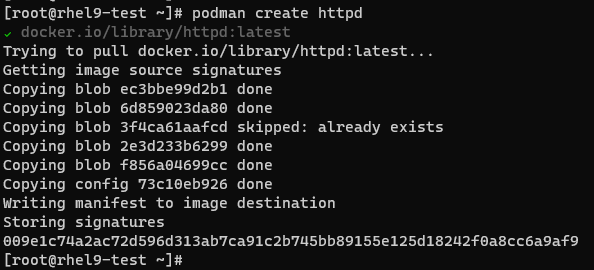 [root@rhel9-test ~]# podman create httpd
✓ docker.io/library/httpd:latest
Trying to pull docker.io/library/httpd:latest...
Getting image source signatures
Copying blob ec3bbe99d2b1 done
Copying blob 6d859023da80 done
Copying blob 3f4ca61aafcd skipped: already exists
Copying blob 2e3d233b6299 done
Copying blob f856a04699cc done
Copying config 73c10eb926 done
Writing manifest to image destination
Storing signatures
009e1c74a2ac72d596d313ab7ca91c2b745bb89155e125d18242f0a8cc6a9af9
[root@rhel9-test ~]#